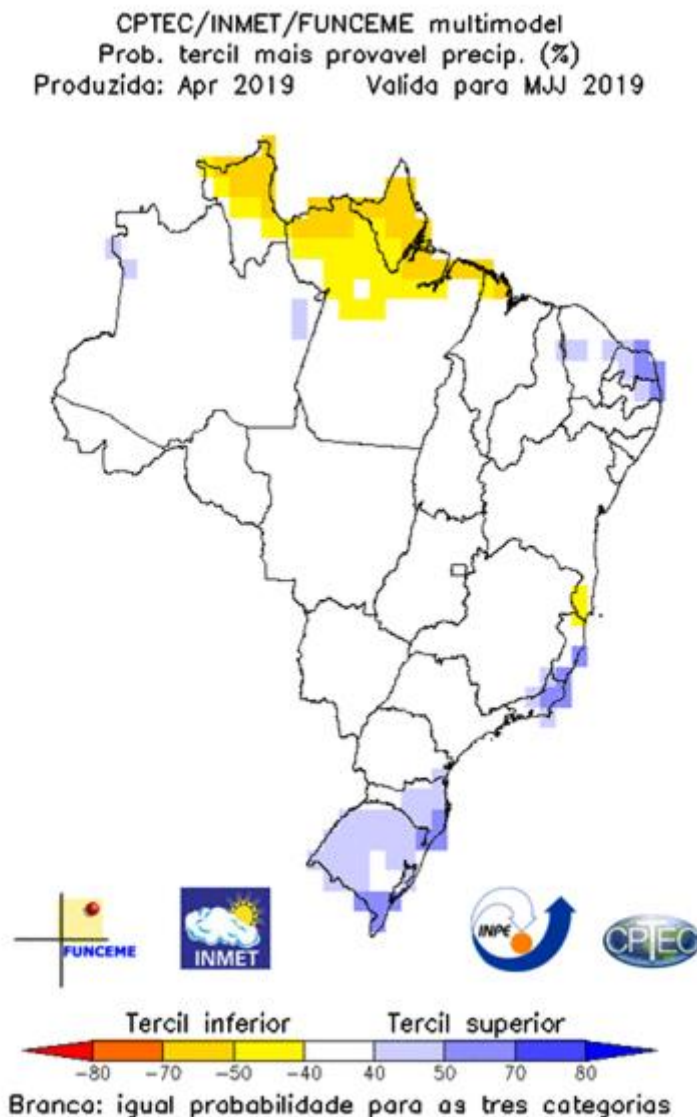 CPTEC/INMET/FUNCEME multimodel
Prob. tercil mais provavel precip. (%)
Produzida: Apr 2019 Valida para MJJ 2019
FUNCEME
INMET
INPE
CPTEC
Tercil inferior Tercil superior
-80 -70 -50 -40 40 50 70 80
Branco: igual probabilidade para as tres categorias